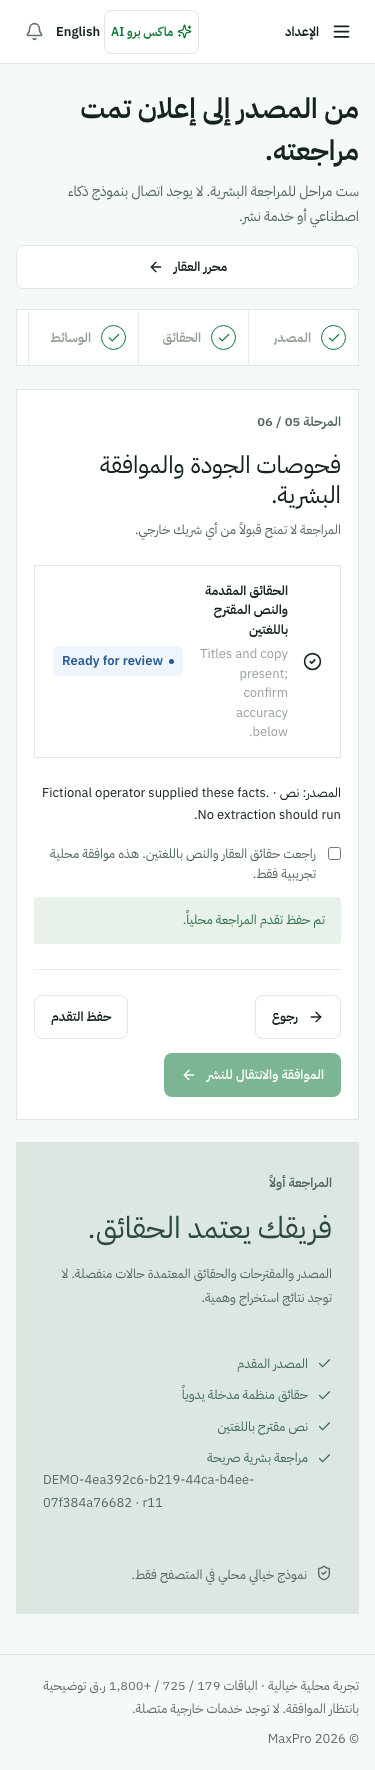 الإعداد
ماكس برو AI
English
من المصدر إلى إعلان تمت
مراجعته.
ست مراحل للمراجعة البشرية. لا يوجد اتصال بنموذج ذكاء
اصطناعي أو خدمة نشر.
محرر العقار
المصدر
الحقائق
الوسائط
المرحلة 05 / 06
فحوصات الجودة والموافقة
البشرية.
المراجعة لا تمنح قبولاً من أي شريك خارجي.
الحقائق المقدمة
والنص المقترح
باللغتين
Titles and copy
present;
confirm
accuracy
below.
Ready for review
المصدر: نص · Fictional operator supplied these facts.
No extraction should run.
راجعت حقائق العقار والنص باللغتين. هذه موافقة محلية
تجريبية فقط.
تم حفظ تقدم المراجعة محلياً.
رجوع
حفظ التقدم
الموافقة والانتقال للنشر
المراجعة أولاً
فريقك يعتمد الحقائق.
المصدر والمقترحات والحقائق المعتمدة حالات منفصلة. لا
توجد نتائج استخراج وهمية.
المصدر المقدم
حقائق منظمة مدخلة يدوياً
نص مقترح باللغتين
مراجعة بشرية صريحة
DEMO-4ea392c6-b219-44ca-b4ee-
07f384a76682 · r11
نموذج خيالي محلي في المتصفح فقط.
تجربة محلية خيالية · الباقات 179 / 725 / +1,800 ر.ق توضيحية
بانتظار الموافقة. لا توجد خدمات خارجية متصلة.
© 2026 MaxPro